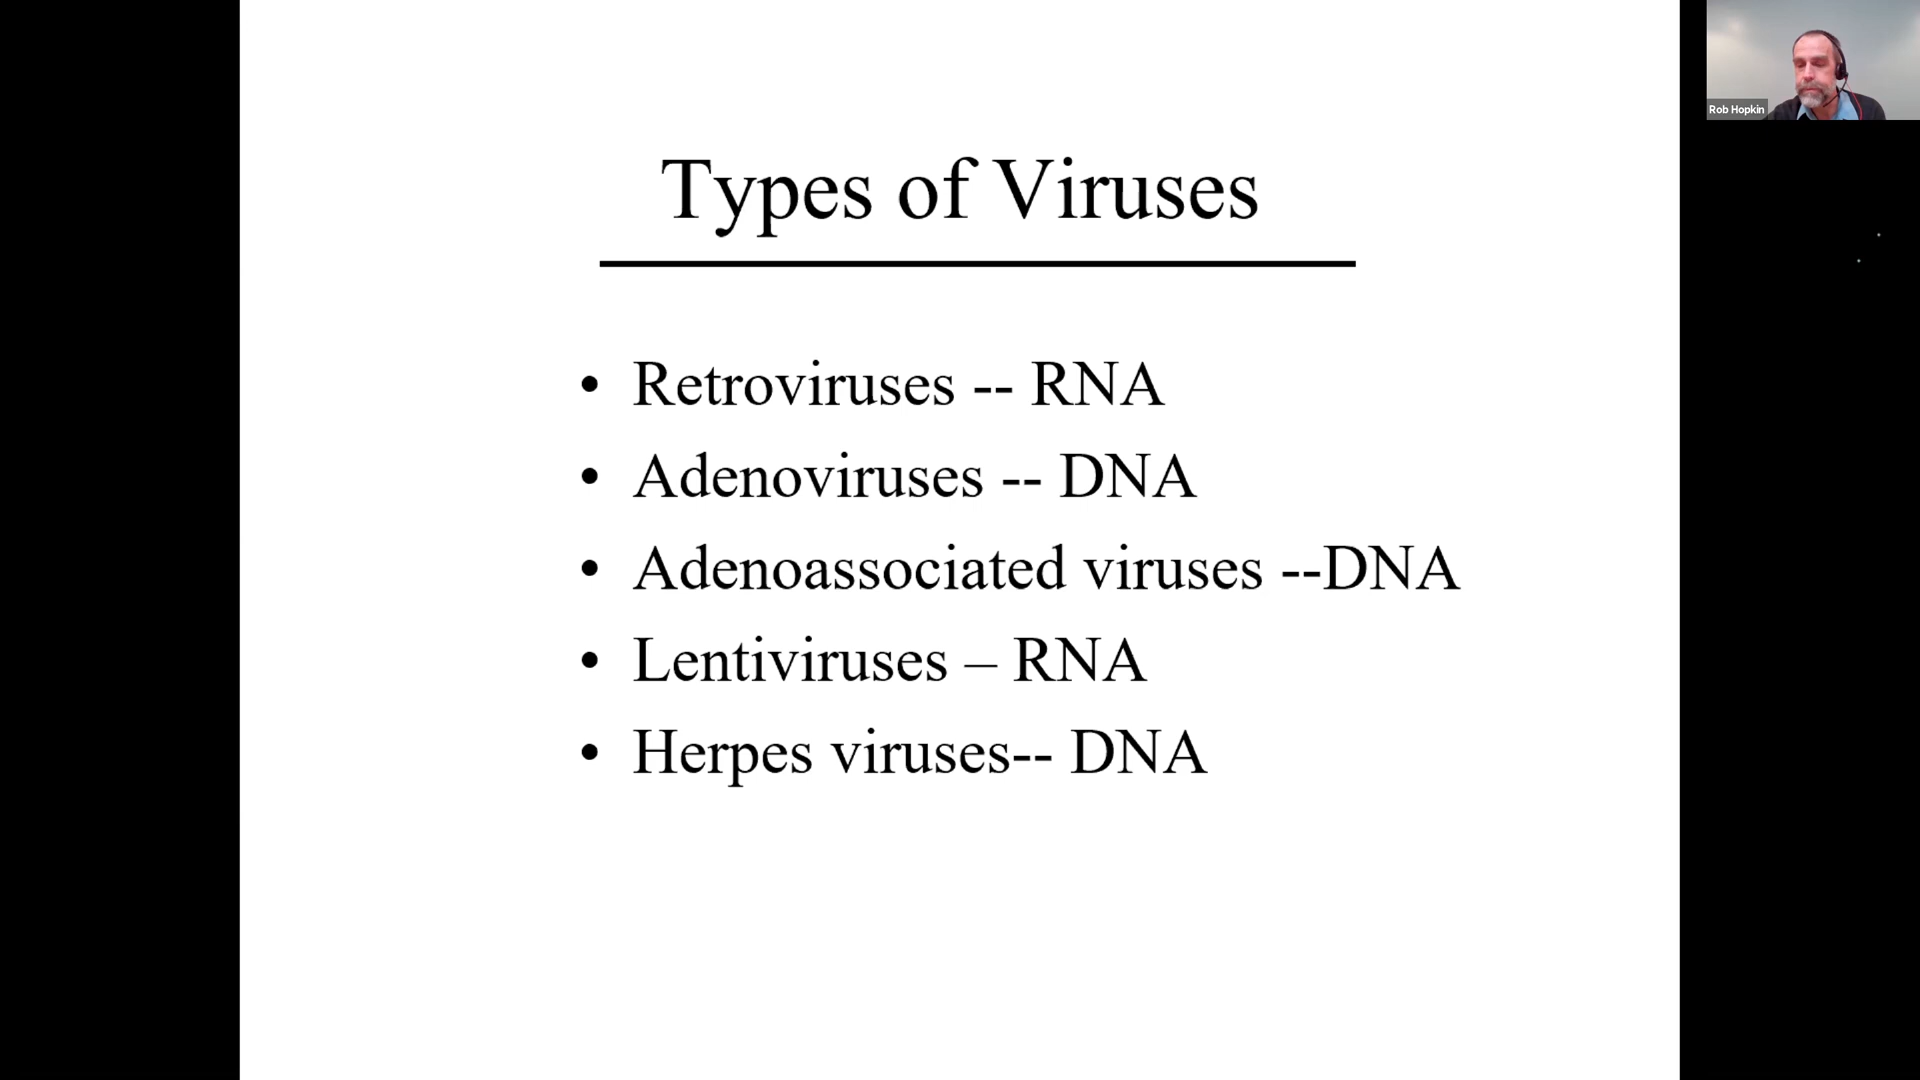 Types of Viruses
• Retroviruses -- RNA
• Adenoviruses -- DNA
• Adenoassociated viruses --DNA
• Lentiviruses – RNA
• Herpes viruses-- DNA
Rob Hopkin